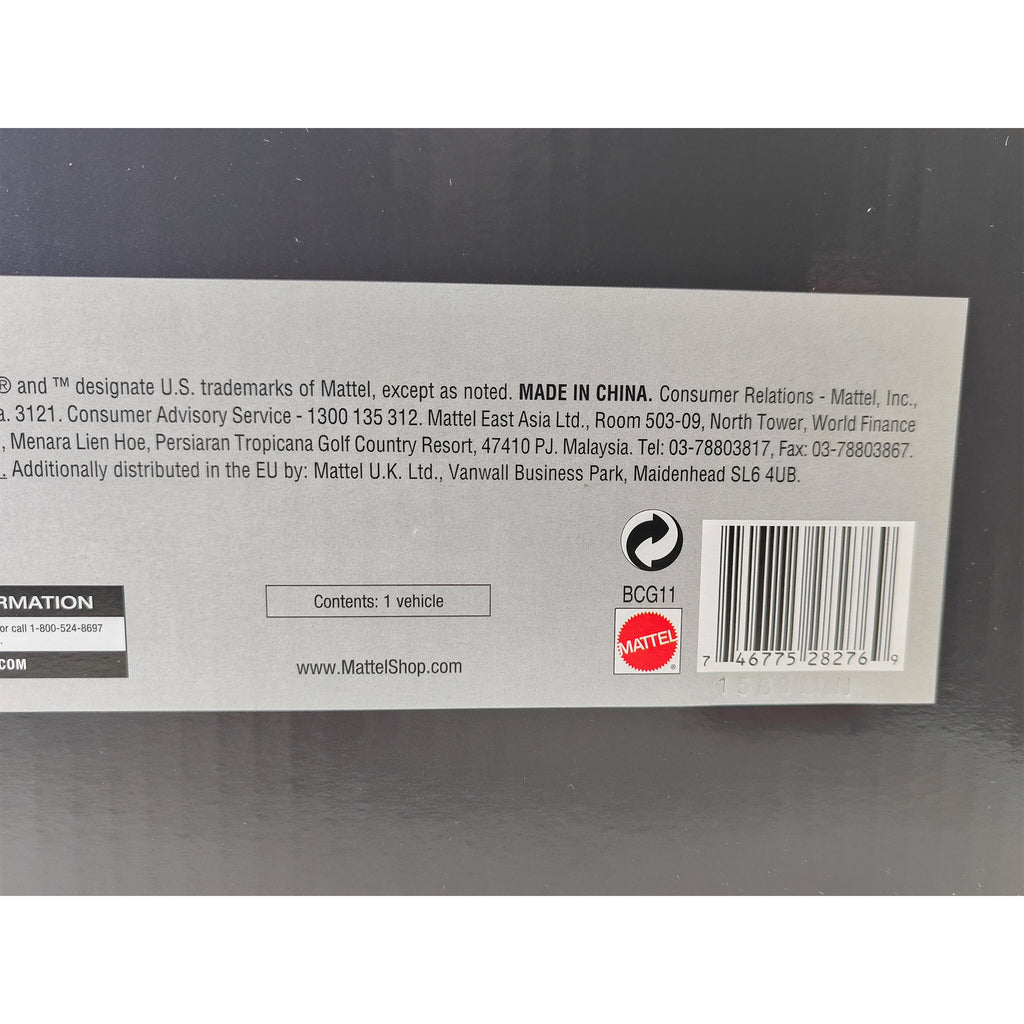 ® and ™ designate U.S. trademarks of Mattel, except as noted. MADE IN CHINA. Consumer Relations - Mattel, Inc.,
a. 3121. Consumer Advisory Service - 1300 135 312. Mattel East Asia Ltd., Room 503-09, North Tower, World Finance
, Menara Lien Hoe, Persiaran Tropicana Golf Country Resort, 47410 PJ. Malaysia. Tel: 03-78803817, Fax: 03-78803867.
. Additionally distributed in the EU by: Mattel U.K. Ltd., Vanwall Business Park, Maidenhead SL6 4UB.
RMATION
or call 1-800-524-8697
.COM
Contents: 1 vehicle
www.MattelShop.com
BCG11
MATTEL
®
7 46775 28276 9